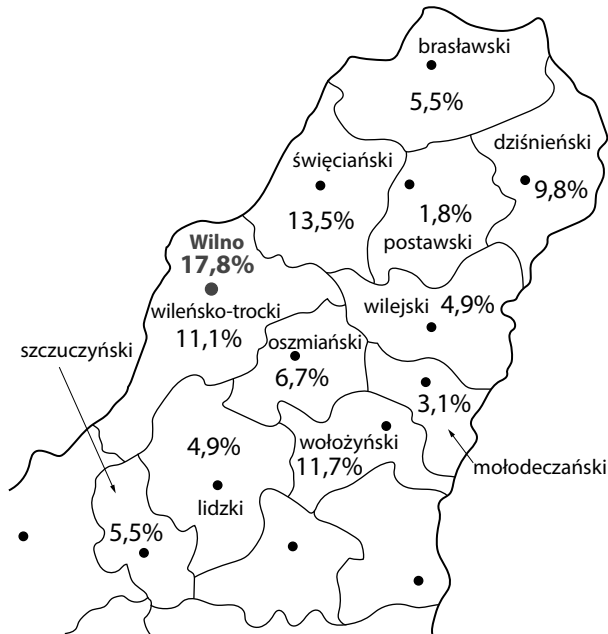 brasławski
5,5%
dziśnieński
9,8%
święciański
13,5%
1,8%
postawski
Wilno
17,8%
wileńsko-trocki
11,1%
wilejski 4,9%
szczuczyński
oszmiański
6,7%
3,1%
mołodeczański
4,9%
lidzki
wołożyński
11,7%
5,5%